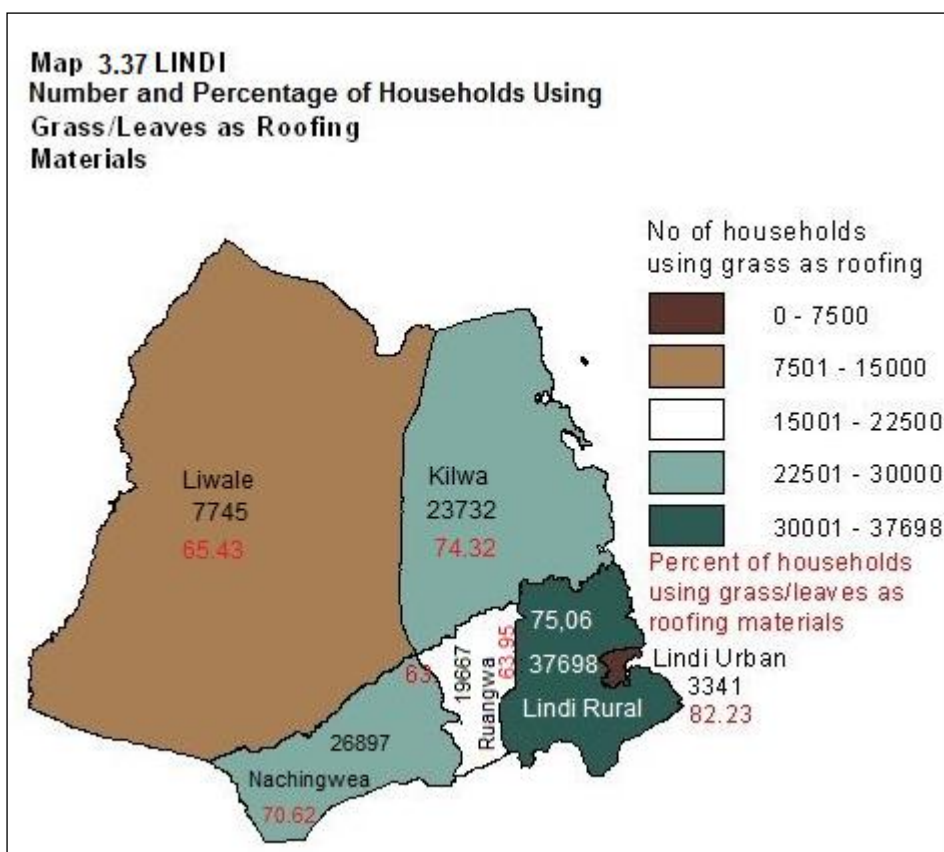 Map 3.37 LINDI
Number and Percentage of Households Using
Grass/Leaves as Roofing
Materials
No of households
using grass as roofing
0 - 7500
7501 - 15000
15001 - 22500
22501 - 30000
30001 - 37698
Percent of households
using grass/leaves as
roofing materials
Liwale
7745
65.43
Kilwa
23732
74.32
75,06
37698
Lindi Rural
Lindi Urban
3341
82.23
63
19667
Ruangwa
63.95
26897
Nachingwea
70.62